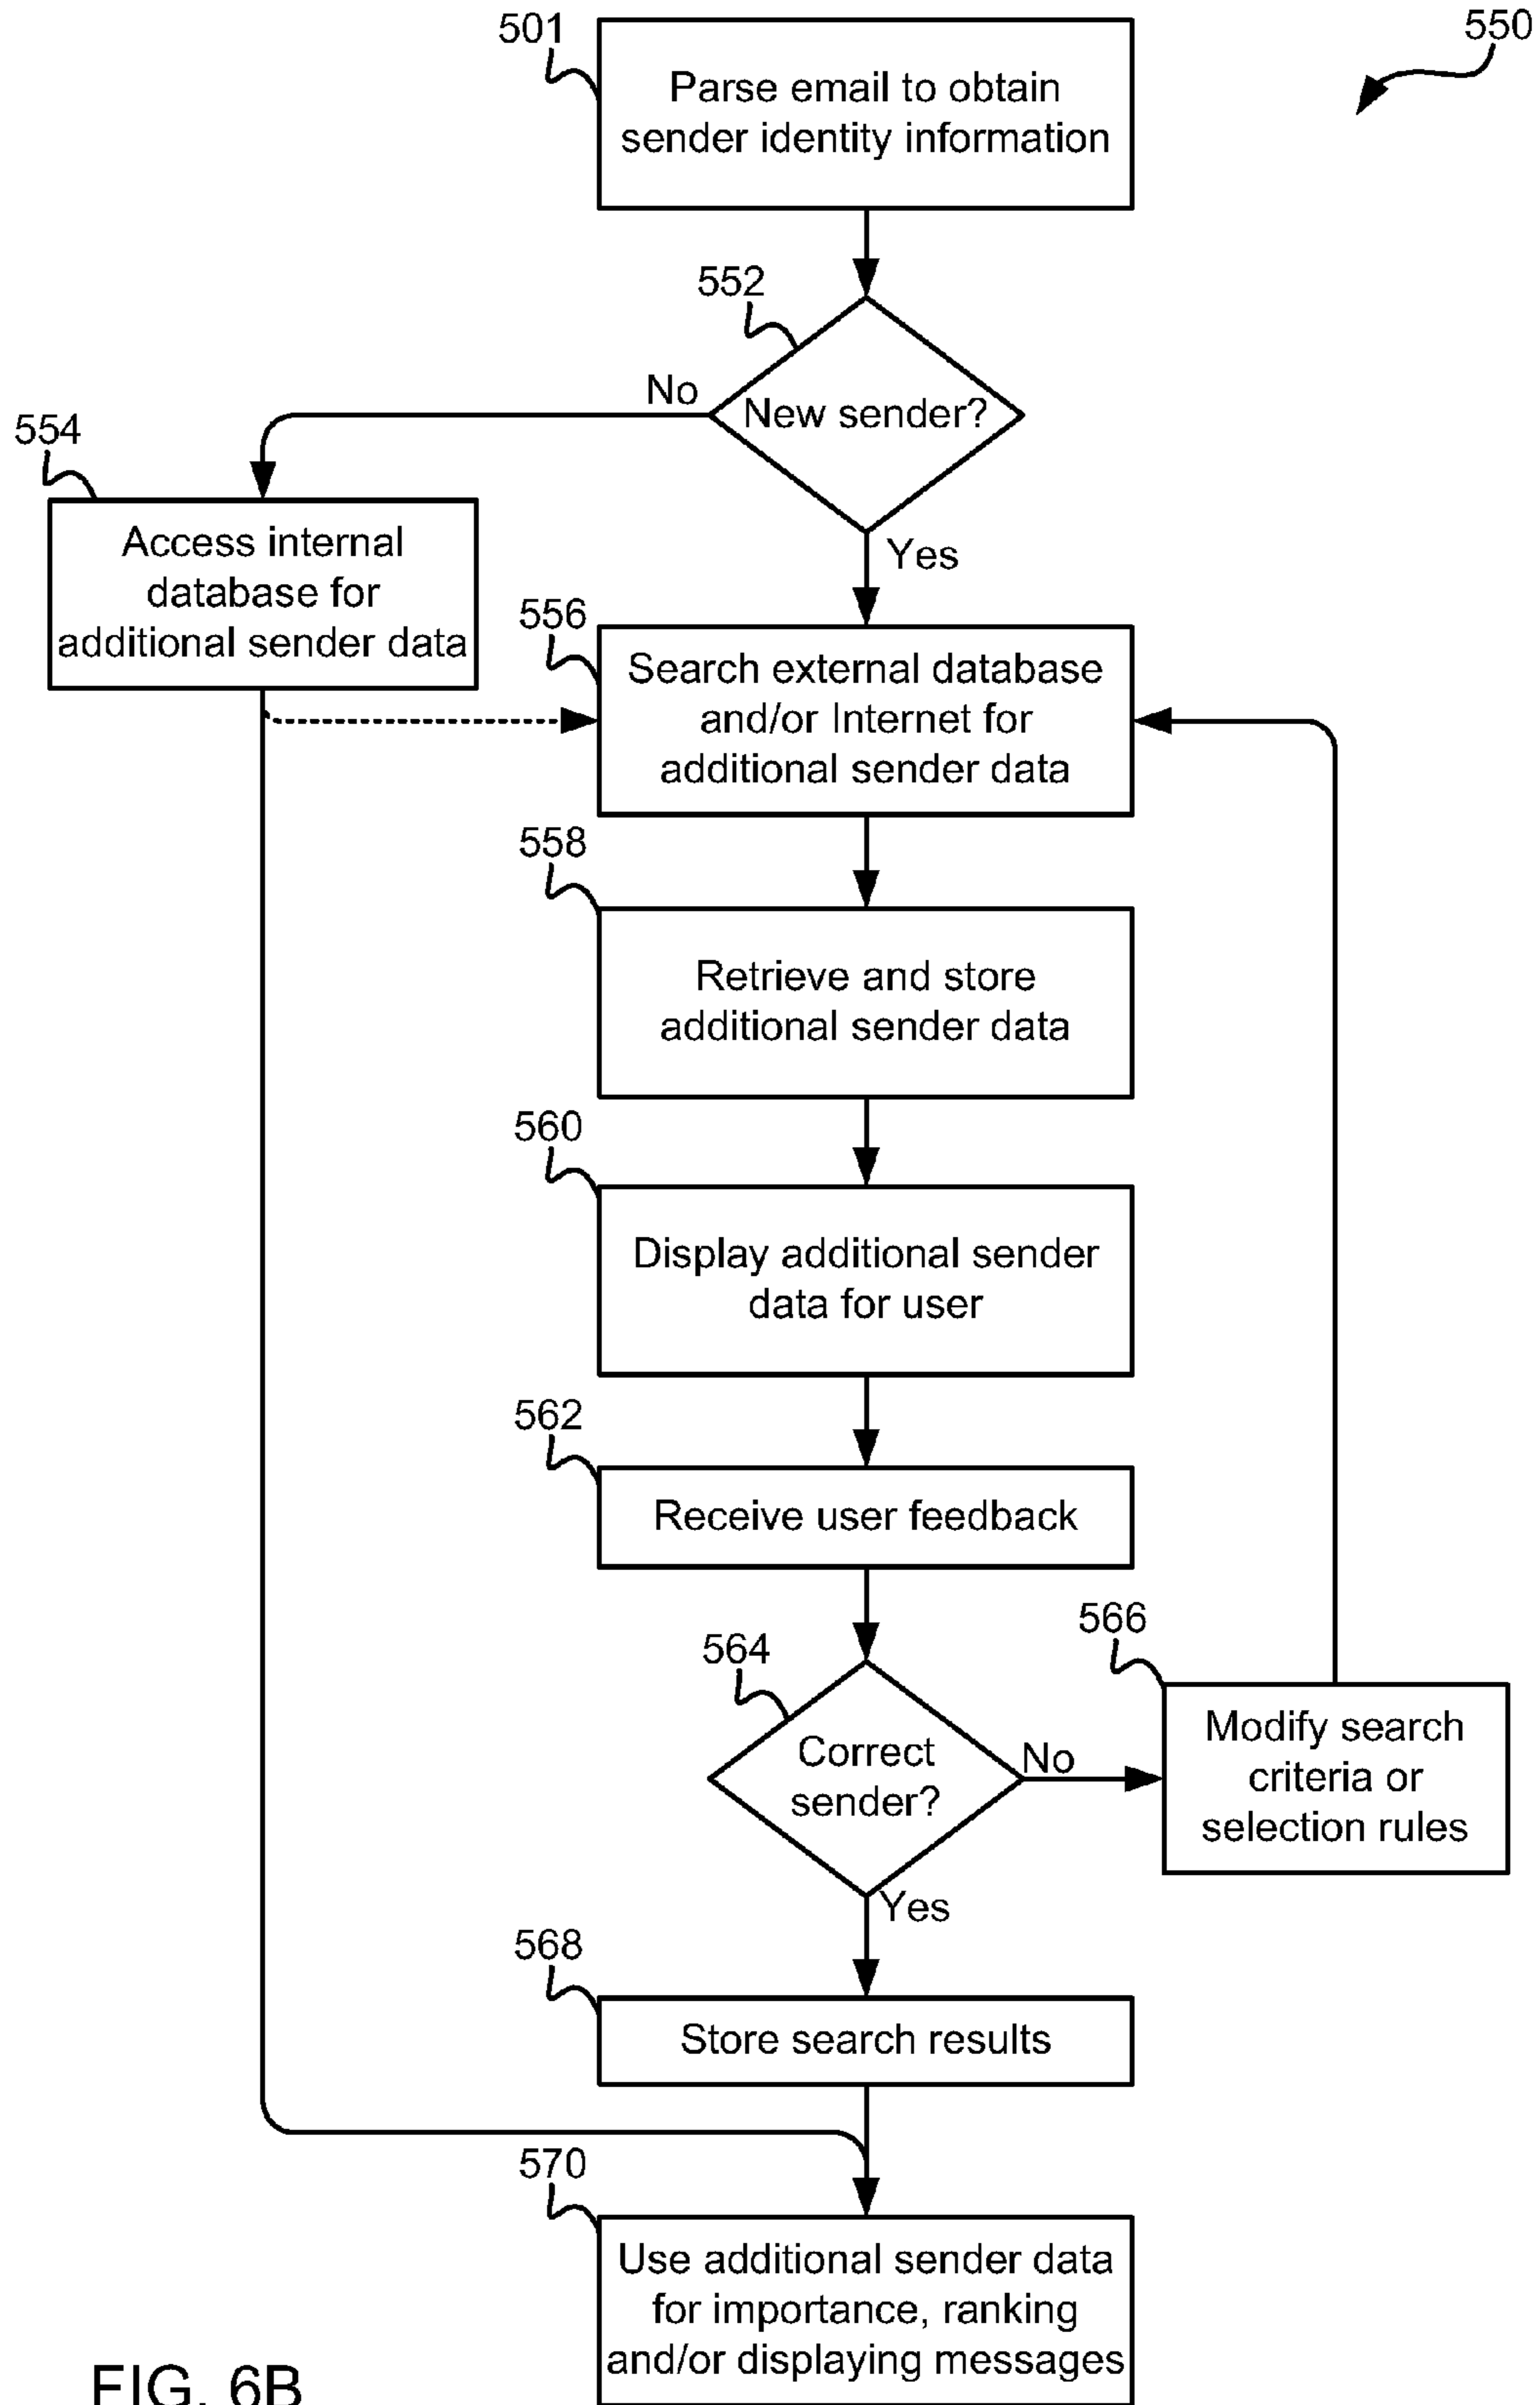 501
550
Parse email to obtain
sender identity information
552
No
New sender?
554
Yes
Access internal
database for
additional sender data
556
Search external database
and/or Internet for
additional sender data
558
Retrieve and store
additional sender data
560
Display additional sender
data for user
562
Receive user feedback
564
566
Correct
sender?
No
Modify search
criteria or
selection rules
Yes
568
Store search results
570
Use additional sender data
for importance, ranking
and/or displaying messages
FIG. 6B